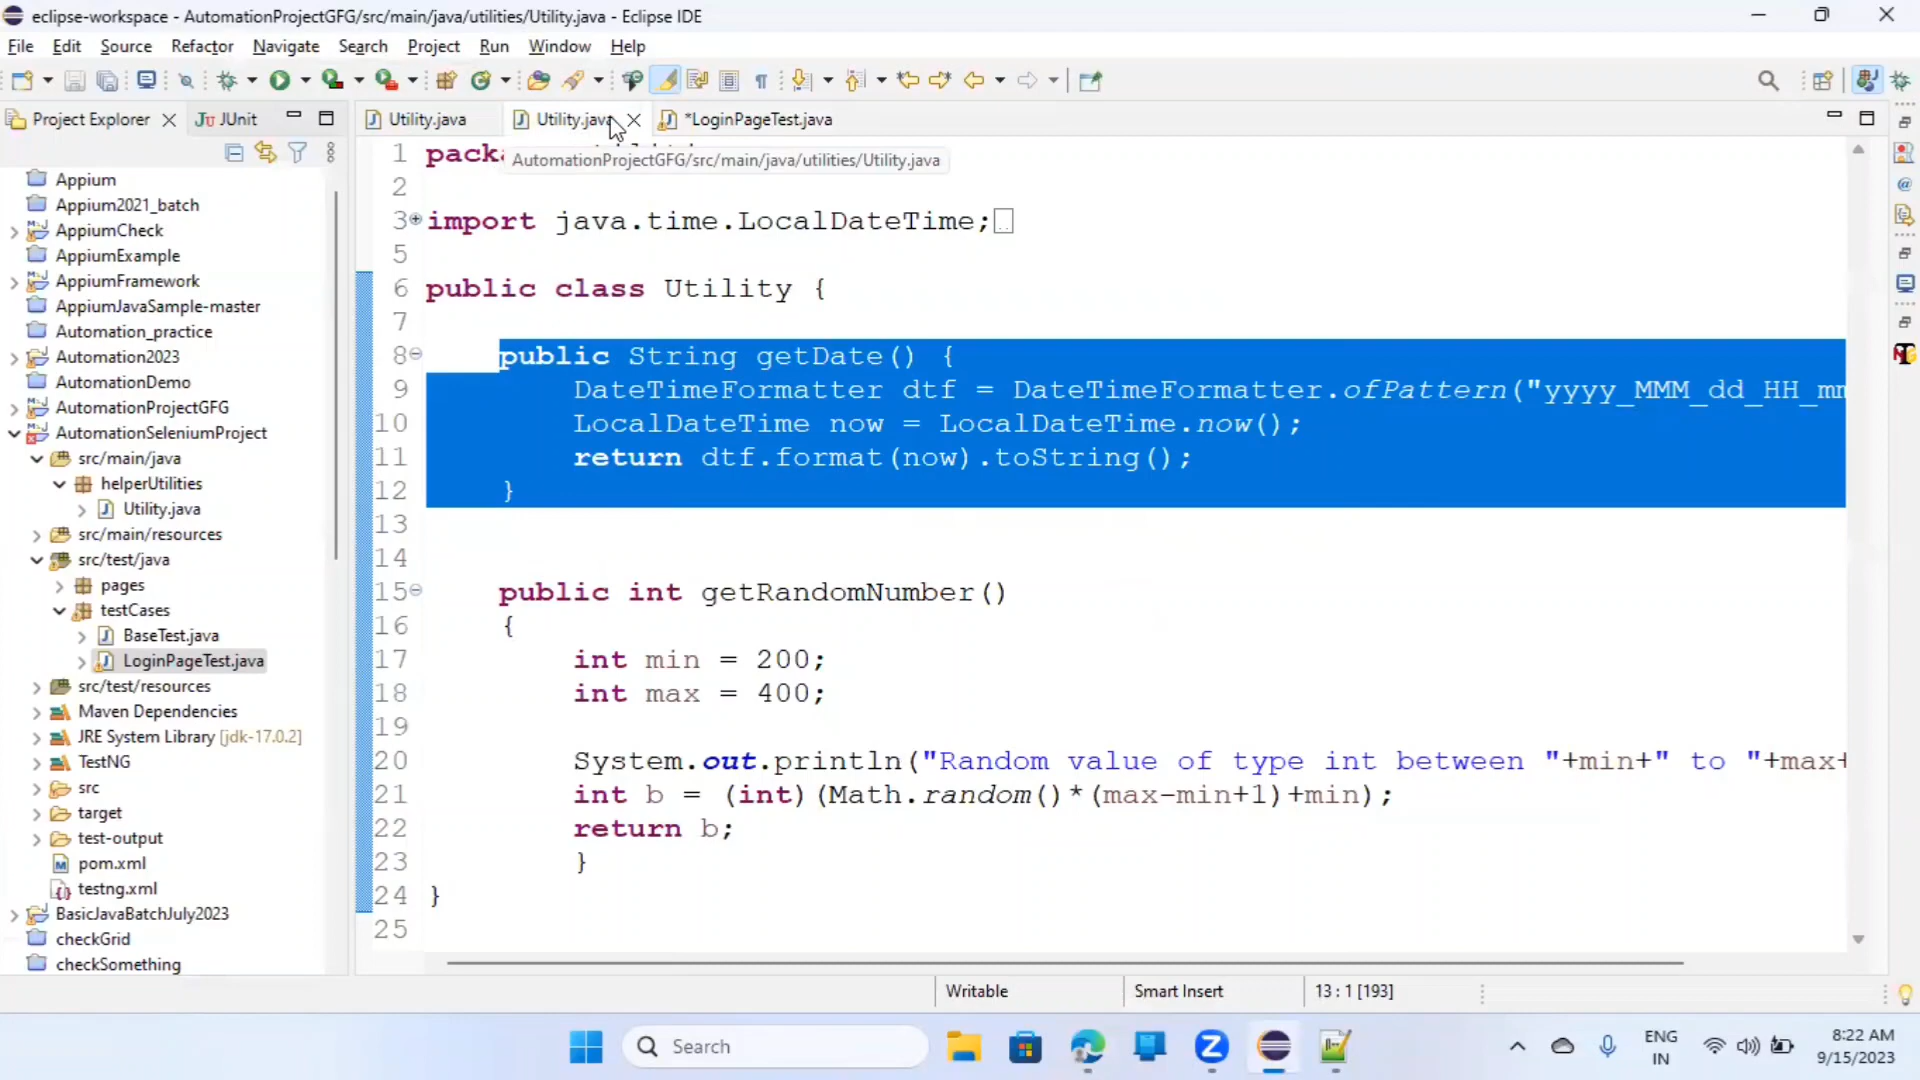 eclipse-workspace - AutomationProjectGFG/src/main/java/utilities/Utility.java - Eclipse IDE
File Edit Source Refactor Navigate Search Project Run Window Help
Project Explorer
JUnit
Utility.java
Utility.java
*LoginPageTest.java
AutomationProjectGFG/src/main/java/utilities/Utility.java
Appium
Appium2021_batch
AppiumCheck
AppiumExample
AppiumFramework
AppiumJavaSample-master
Automation_practice
Automation2023
AutomationDemo
AutomationProjectGFG
AutomationSeleniumProject
src/main/java
helperUtilities
Utility.java
src/main/resources
src/test/java
pages
testCases
BaseTest.java
LoginPageTest.java
src/test/resources
Maven Dependencies
JRE System Library [jdk-17.0.2]
TestNG
src
target
test-output
pom.xml
testng.xml
BasicJavaBatchJuly2023
checkGrid
checkSomething
1 pack
2
3 import java.time.LocalDateTime;
5
6 public class Utility {
7
8 public String getDate() {
9 DateTimeFormatter dtf = DateTimeFormatter.ofPattern("yyyy_MMM_dd_HH_mm
10 LocalDateTime now = LocalDateTime.now();
11 return dtf.format(now).toString();
12 }
13
14
15 public int getRandomNumber()
16 {
17 int min = 200;
18 int max = 400;
19
20 System.out.println("Random value of type int between "+min+" to "+max+
21 int b = (int)(Math.random()*(max-min+1)+min);
22 return b;
23 }
24 }
25
Writable
Smart Insert
13 : 1 [193]
Search
ENG
IN
8:22 AM
9/15/2023